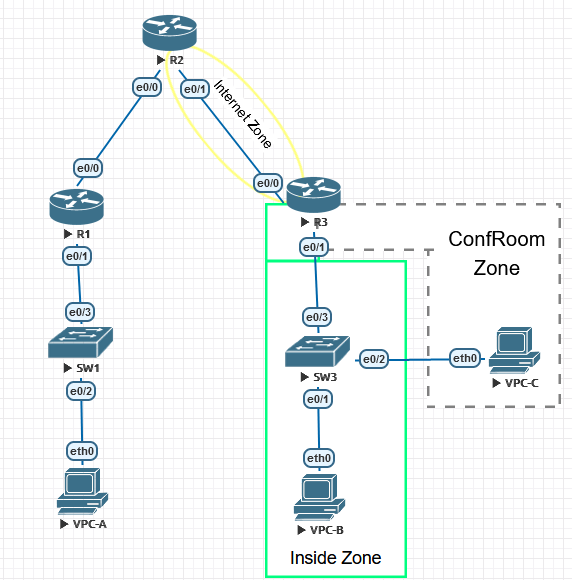 R2
e0/0
e0/1
Internet Zone
e0/0
e0/0
R1
R3
e0/1
e0/1
ConfRoom
Zone
e0/3
e0/3
SW1
SW3
e0/2
eth0
VPC-C
e0/2
e0/1
eth0
eth0
VPC-A
VPC-B
Inside Zone